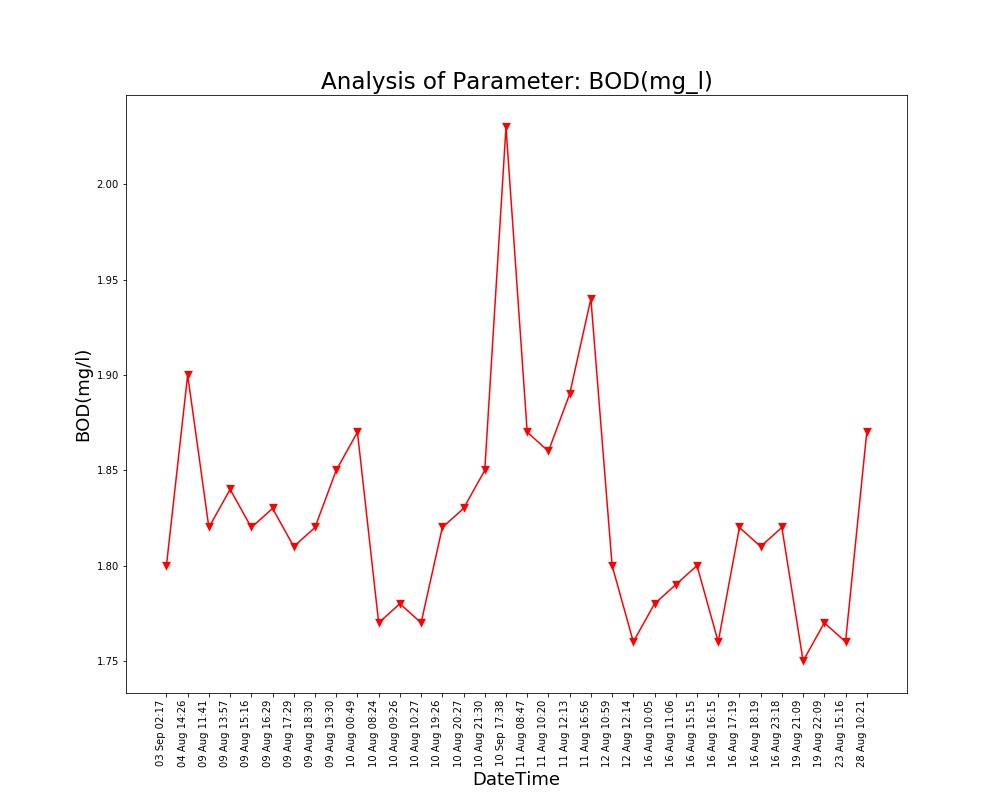 Analysis of Parameter: BOD(mg_l)
BOD(mg/l)
2.00
1.95
1.90
1.85
1.80
1.75
03 Sep 02:17
04 Aug 14:26
09 Aug 11:41
09 Aug 13:57
09 Aug 15:16
09 Aug 16:29
09 Aug 17:29
09 Aug 18:30
09 Aug 19:30
10 Aug 00:49
10 Aug 08:24
10 Aug 09:26
10 Aug 10:27
10 Aug 19:26
10 Aug 20:27
10 Aug 21:30
10 Sep 17:38
11 Aug 08:47
11 Aug 10:20
11 Aug 12:13
11 Aug 16:56
12 Aug 10:59
12 Aug 12:14
16 Aug 10:05
16 Aug 11:06
16 Aug 15:15
16 Aug 16:15
16 Aug 17:19
16 Aug 18:19
16 Aug 23:18
19 Aug 21:09
19 Aug 22:09
23 Aug 15:16
28 Aug 10:21
DateTime